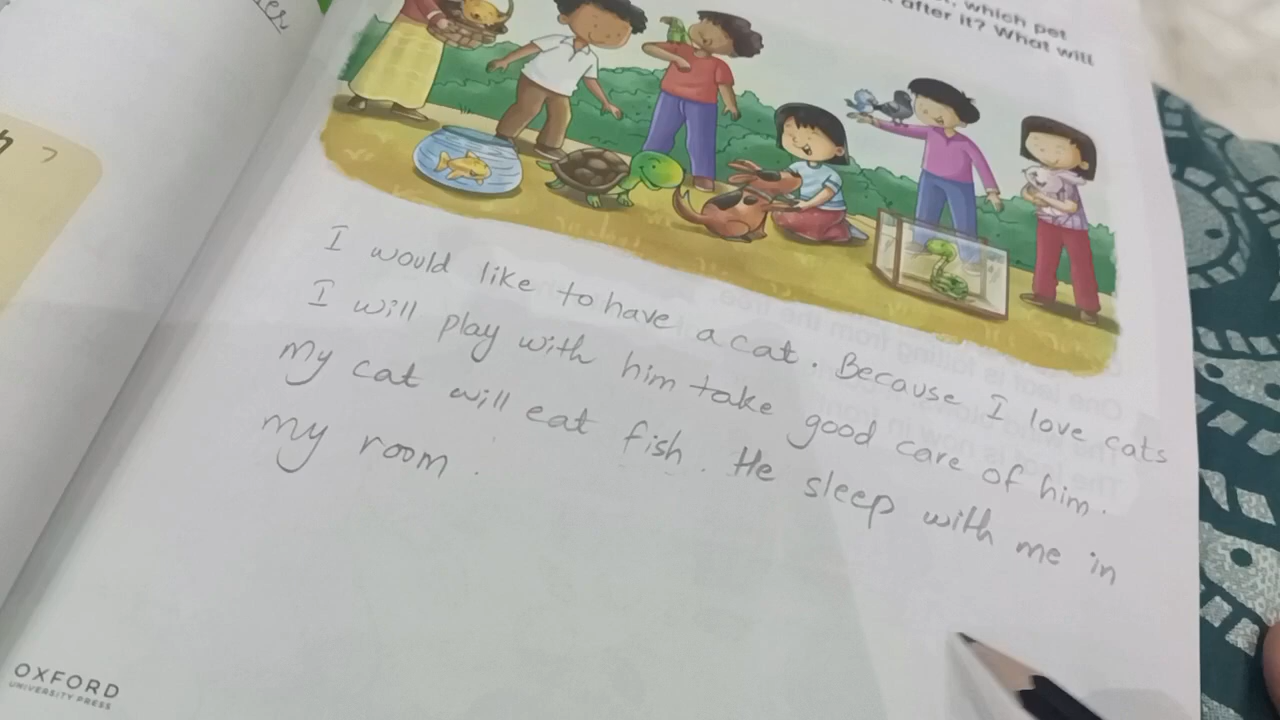 which pet
after it? What will
I would like to have a cat. Because I love cats
I will play with him take good care of him.
My cat will eat fish. He sleep with me in
my room.
OXFORD
UNIVERSITY PRESS